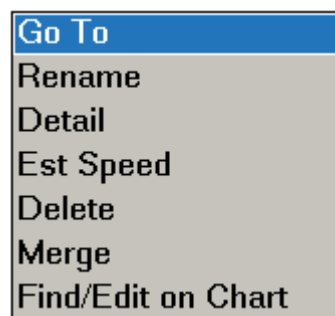 Go To
Rename
Detail
Est Speed
Delete
Merge
Find/Edit on Chart